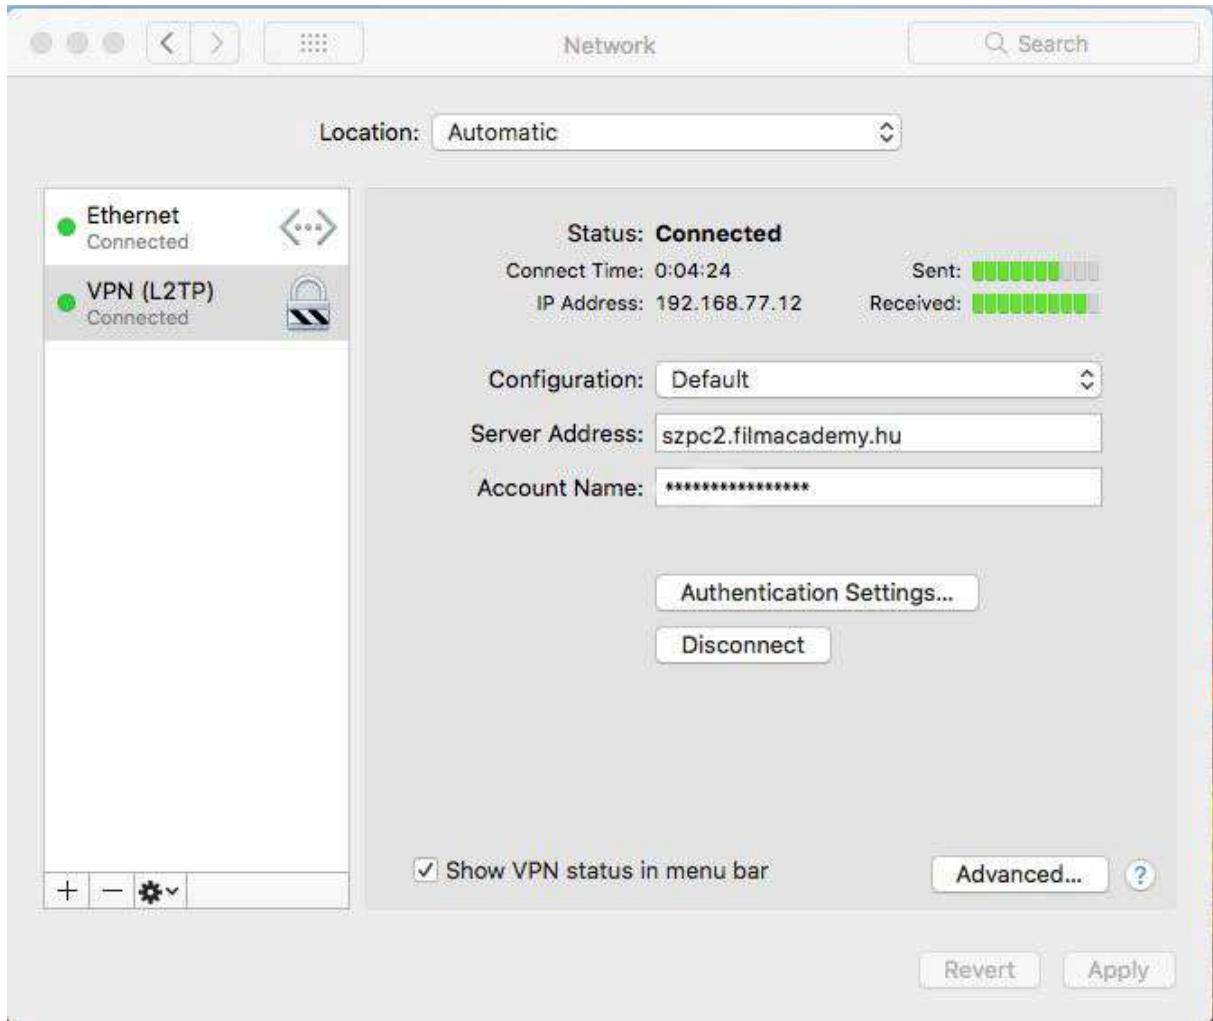 Network
Search
Location: Automatic
Ethernet
Connected
VPN (L2TP)
Connected
Status: Connected
Connect Time: 0:04:24 Sent:
IP Address: 192.168.77.12 Received:
Configuration: Default
Server Address: szpc2.filmacademy.hu
Account Name: ****************
Authentication Settings...
Disconnect
Show VPN status in menu bar
Advanced... ?
Revert Apply